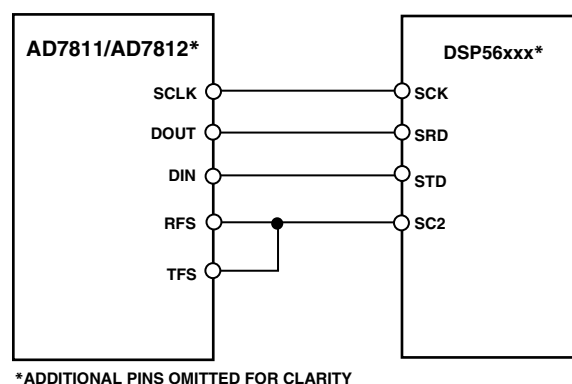 AD7811/AD7812*
DSP56xxx*
SCLK
SCK
DOUT
SRD
DIN
STD
RFS
SC2
TFS
*ADDITIONAL PINS OMITTED FOR CLARITY